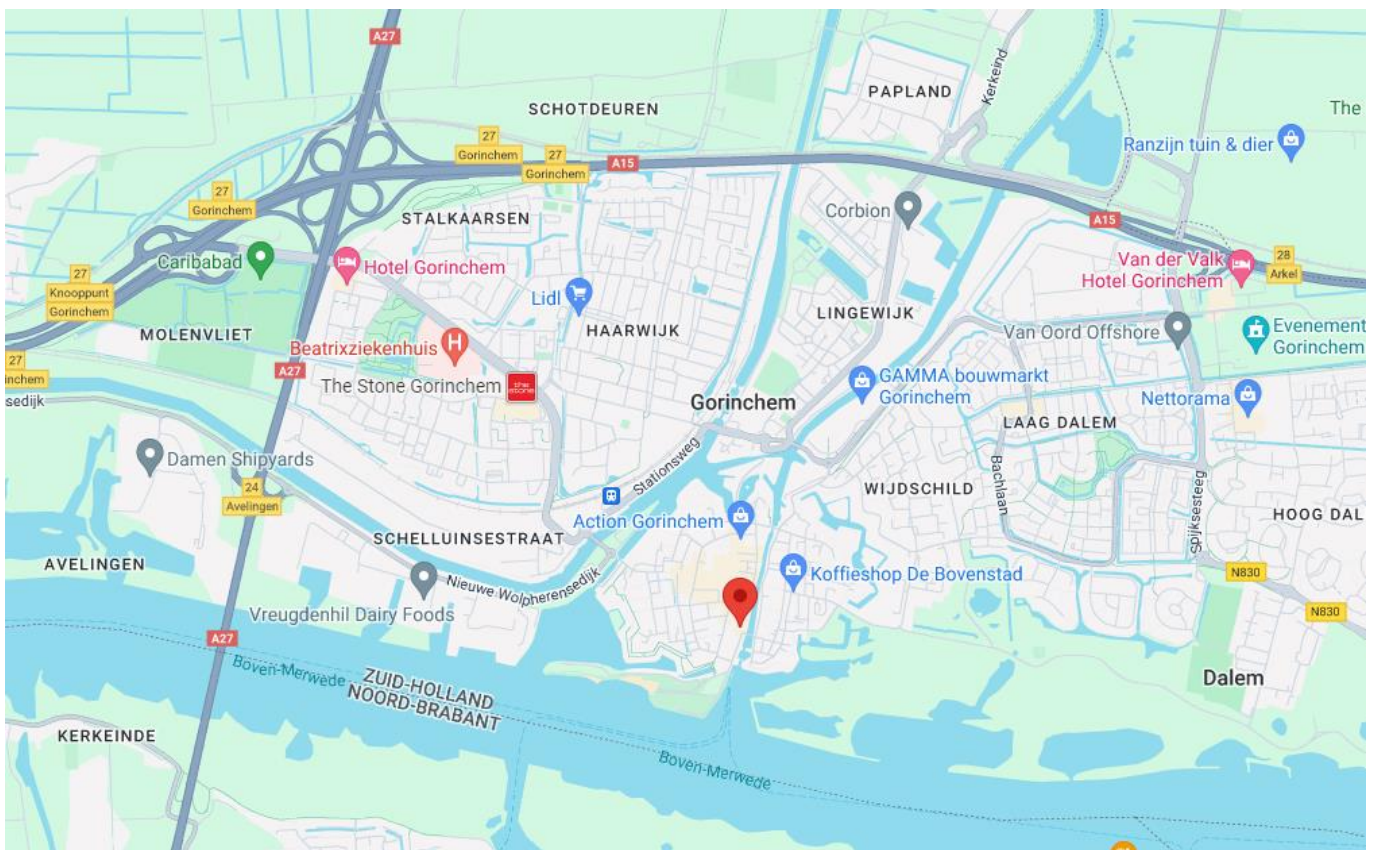 A27
SCHOTDEUREN
PAPLAND
Kerkeind
The
27
Gorinchem
27
Gorinchem
A15
Ranzijn tuin & dier
27
Gorinchem
STALKAARSEN
Corbion
A15
Caribabad
Hotel Gorinchem
Van der Valk
Hotel Gorinchem
28
Arkel
27
Knooppunt
Gorinchem
Lidl
MOLENVLIET
HAARWIJK
LINGEWIJK
Van Oord Offshore
Evenement
Gorinchem
Beatrixziekenhuis
H
27
inchem
A27
The Stone Gorinchem
the
stone
GAMMA bouwmarkt
Gorinchem
Nettorama
sedijk
Gorinchem
LAAG DALEM
Damen Shipyards
Stationsweg
Bachlaan
24
Avelingen
WIJDSCHILD
Spijksesteeg
HOOG DAL
Action Gorinchem
SCHELLUINSESTRAAT
AVELINGEN
Nieuwe Wolpherensedijk
Koffieshop De Bovenstad
N830
Vreugdenhil Dairy Foods
N830
A27
Boven-Merwede
ZUID-HOLLAND
NOORD-BRABANT
Dalem
KERKEINDE
Boven-Merwede